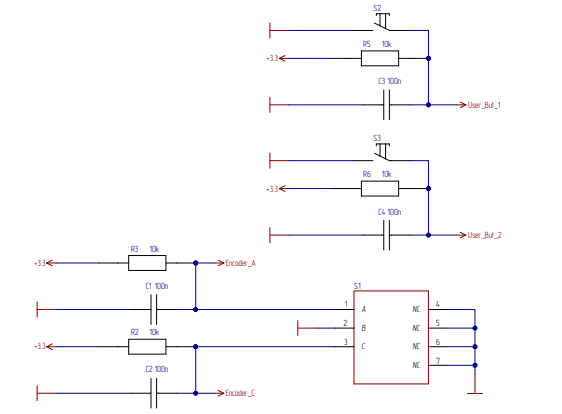 S2
R5 10k
+3.3
C3 100n
User_But_1
S3
R6 10k
+3.3
C4 100n
User_But_2
R3 10k
+3.3
Encoder_A
C1 100n
S1
1 A NC 4
2 B NC 5
R2 10k
+3.3
3 C NC 6
NC 7
C2 100n
Encoder_C